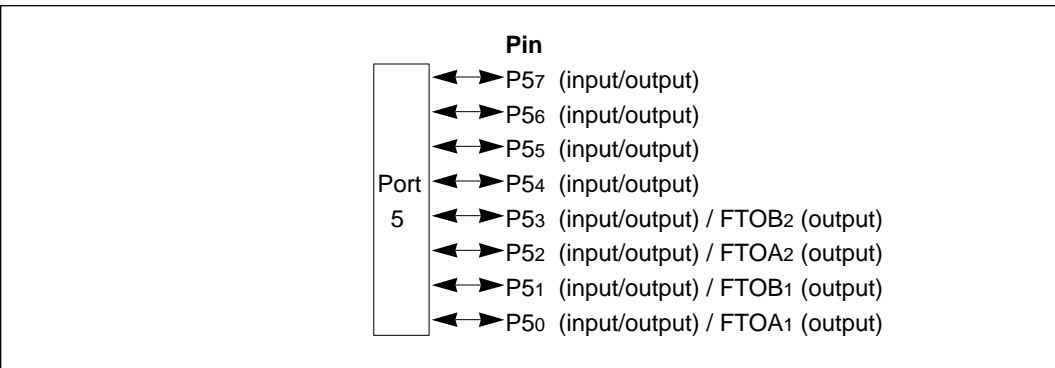 Pin
P57 (input/output)
P56 (input/output)
P55 (input/output)
Port P54 (input/output)
5 P53 (input/output) / FTOB2 (output)
P52 (input/output) / FTOA2 (output)
P51 (input/output) / FTOB1 (output)
P50 (input/output) / FTOA1 (output)